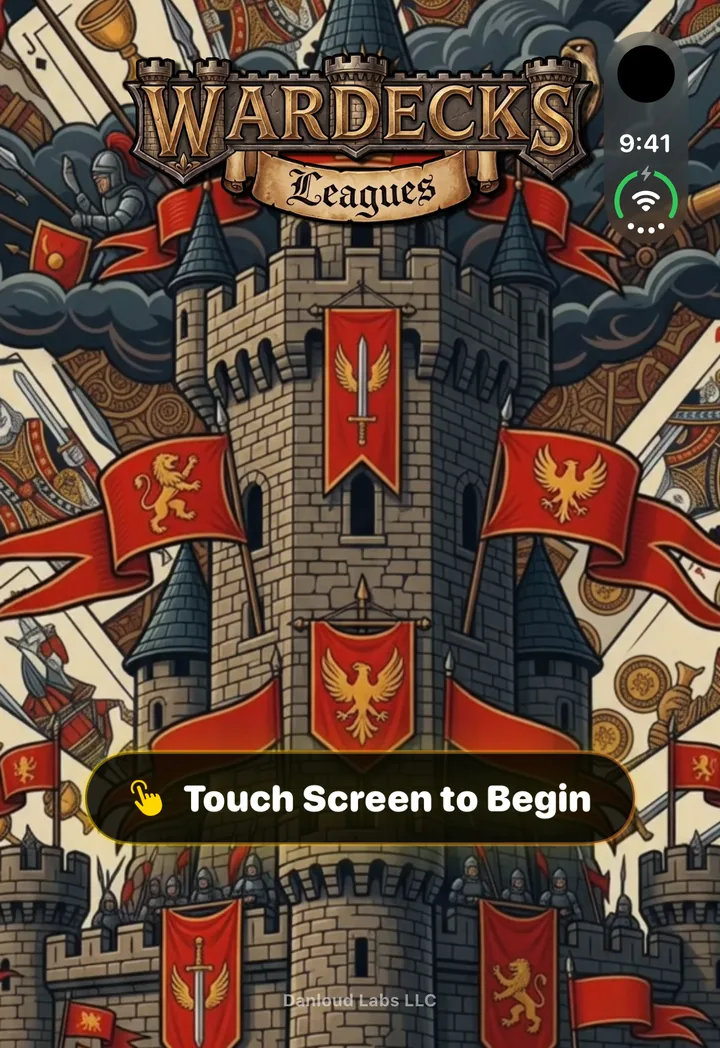 J
WARDECKS
Leagues
9:41
Touch Screen to Begin
Danloud Labs LLC